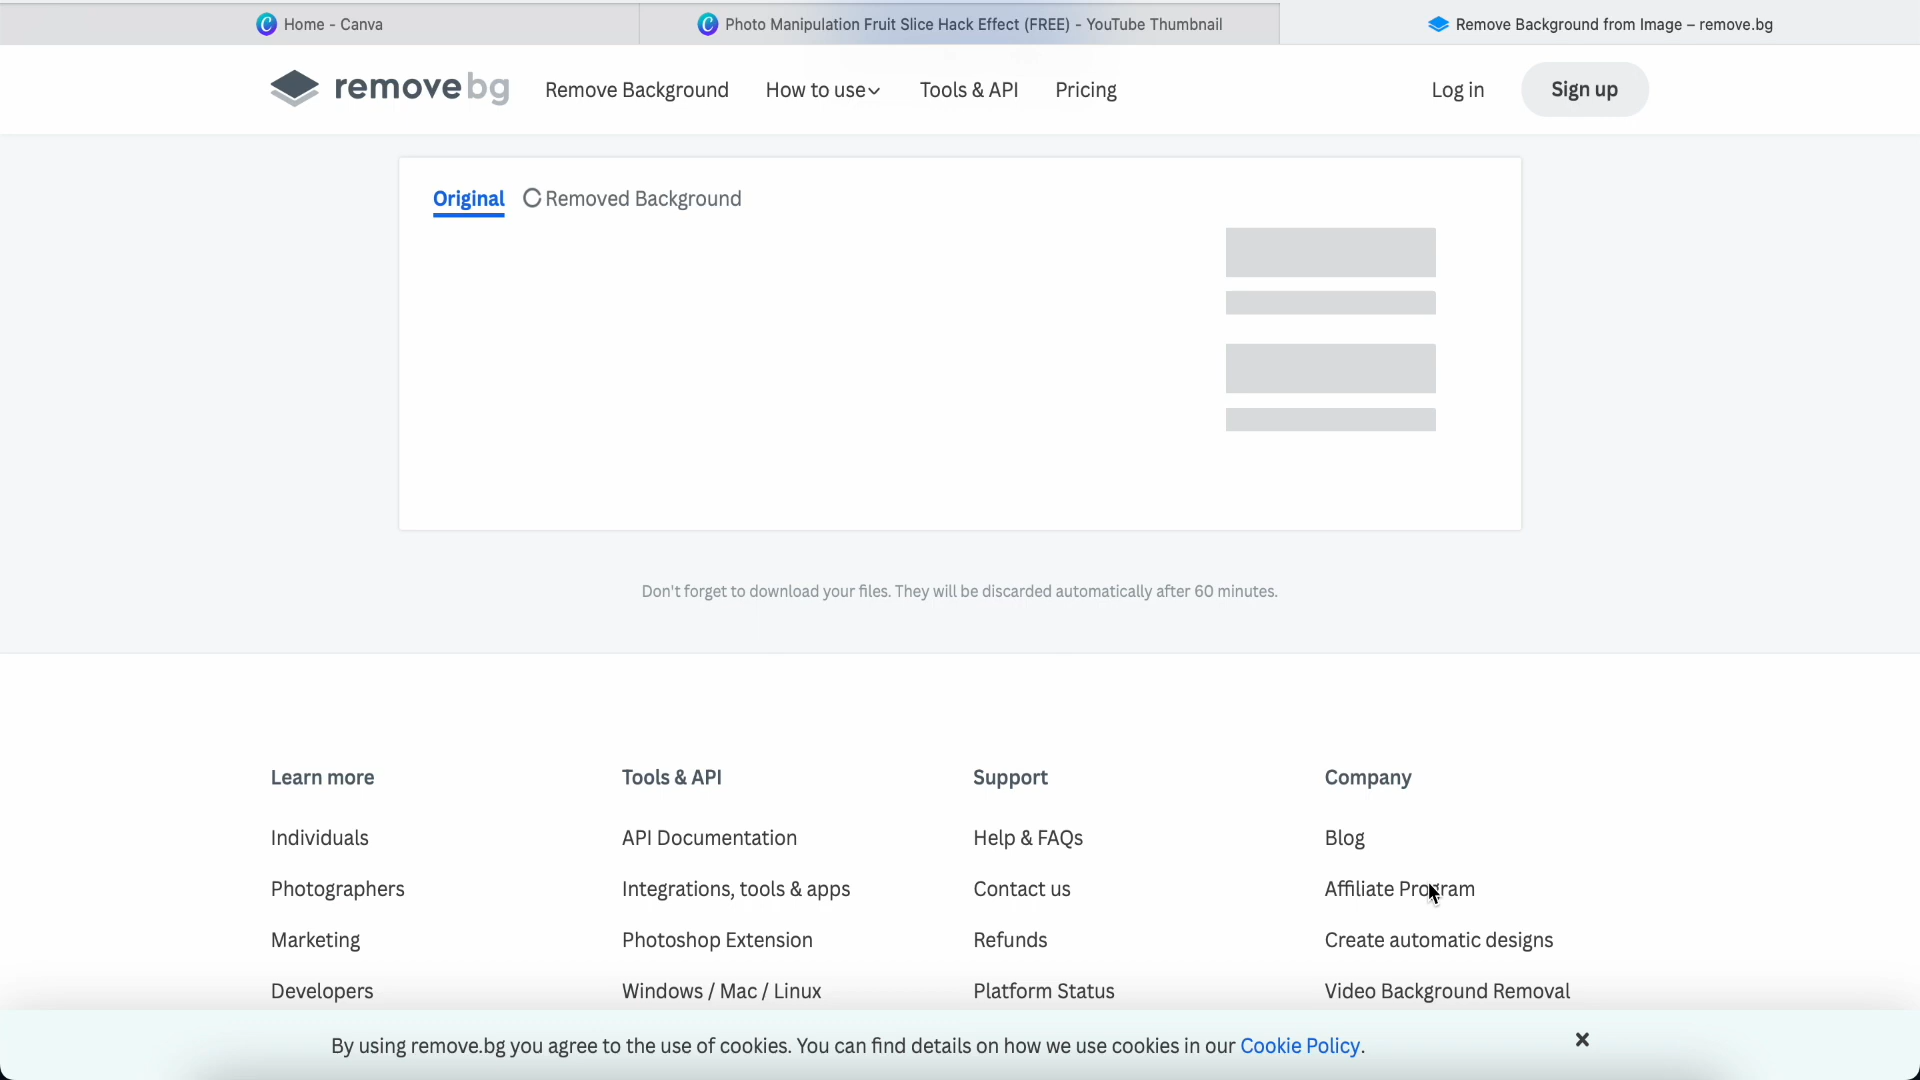 Home - Canva
Photo Manipulation Fruit Slice Hack Effect (FREE) - YouTube Thumbnail
Remove Background from Image – remove.bg
removebg
Remove Background
How to use
Tools & API
Pricing
Log in
Sign up
Original
Removed Background
Don't forget to download your files. They will be discarded automatically after 60 minutes.
Learn more
Tools & API
Support
Company
Individuals
API Documentation
Help & FAQs
Blog
Photographers
Integrations, tools & apps
Contact us
Affiliate Program
Marketing
Photoshop Extension
Refunds
Create automatic designs
Developers
Windows / Mac / Linux
Platform Status
Video Background Removal
By using remove.bg you agree to the use of cookies. You can find details on how we use cookies in our Cookie Policy.